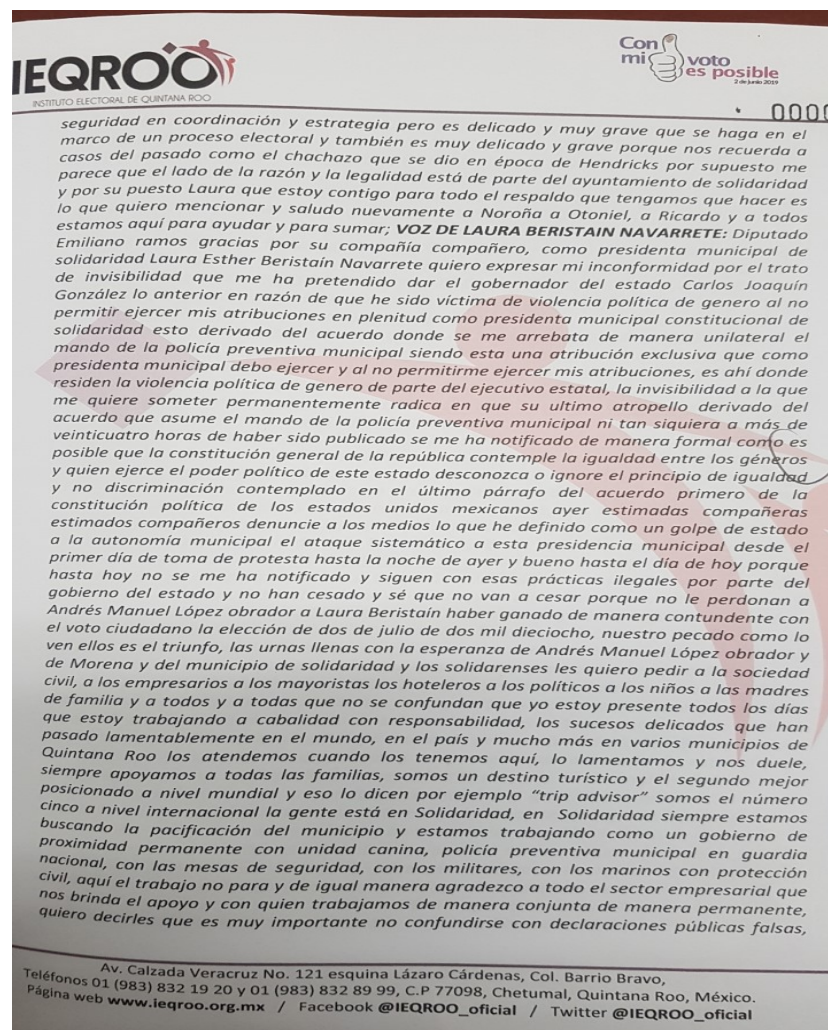 IEQROO
INSTITUTO ELECTORAL DE QUINTANA ROO
Con
mi voto
es posible
2 de junio 2019
000
seguridad en coordinación y estrategia pero es delicado y muy grave que se haga en el
marco de un proceso electoral y también es muy delicado y grave porque nos recuerda a
casos del pasado como el chachazo que se dio en época de Hendricks por supuesto me
parece que el lado de la razón y la legalidad está de parte del ayuntamiento de solidaridad
y por su puesto Laura que estoy contigo para todo el respaldo que tengamos que hacer es
lo que quiero mencionar y saludo nuevamente a Noroña a Otoniel, a Ricardo y a todos
estamos aquí para ayudar y para sumar; VOZ DE LAURA BERISTAIN NAVARRETE: Diputado
Emiliano ramos gracias por su compañía compañero, como presidenta municipal de
solidaridad Laura Esther Beristaín Navarrete quiero expresar mi inconformidad por el trato
de invisibilidad que me ha pretendido dar el gobernador del estado Carlos Joaquín
González lo anterior en razón de que he sido víctima de violencia política de genero al no
permitir ejercer mis atribuciones en plenitud como presidenta municipal constitucional de
solidaridad esto derivado del acuerdo donde se me arrebata de manera unilateral el
mando de la policía preventiva municipal siendo esta una atribución exclusiva que como
presidenta municipal debo ejercer y al no permitirme ejercer mis atribuciones, es ahí donde
residen la violencia política de genero de parte del ejecutivo estatal, la invisibilidad a la que
me quiere someter permanentemente radica en que su ultimo atropello derivado del
acuerdo que asume el mando de la policía preventiva municipal ni tan siquiera a más de
veinticuatro horas de haber sido publicado se me ha notificado de manera formal como es
posible que la constitución general de la república contemple la igualdad entre los géneros
y quien ejerce el poder político de este estado desconozca o ignore el principio de igualdad
y no discriminación contemplado en el último párrafo del acuerdo primero de la
constitución política de los estados unidos mexicanos ayer estimadas compañeras
estimados compañeros denuncie a los medios lo que he definido como un golpe de estado
a la autonomía municipal el ataque sistemático a esta presidencia municipal desde el
primer día de toma de protesta hasta la noche de ayer y bueno hasta el día de hoy porque
hasta hoy no se me ha notificado y siguen con esas prácticas ilegales por parte del
gobierno del estado y no han cesado y sé que no van a cesar porque no le perdonan a
Andrés Manuel López obrador a Laura Beristaín haber ganado de manera contundente con
el voto ciudadano la elección de dos de julio de dos mil dieciocho, nuestro pecado como lo
ven ellos es el triunfo, las urnas llenas con la esperanza de Andrés Manuel López obrador y
de Morena y del municipio de solidaridad y los solidarenses les quiero pedir a la sociedad
civil, a los empresarios a los mayoristas los hoteleros a los políticos a los niños a las madres
de familia y a todos y a todas que no se confundan que yo estoy presente todos los días
que estoy trabajando a cabalidad con responsabilidad, los sucesos delicados que han
pasado lamentablemente en el mundo, en el país y mucho más en varios municipios de
Quintana Roo los atendemos cuando los tenemos aquí, lo lamentamos y nos duele,
siempre apoyamos a todas las familias, somos un destino turístico y el segundo mejor
posicionado a nivel mundial y eso lo dicen por ejemplo “trip advisor” somos el número
cinco a nivel internacional la gente está en Solidaridad, en Solidaridad siempre estamos
buscando la pacificación del municipio y estamos trabajando como un gobierno de
proximidad permanente con unidad canina, policía preventiva municipal en guardia
nacional, con las mesas de seguridad, con los militares, con los marinos con protección
civil, aquí el trabajo no para y de igual manera agradezco a todo el sector empresarial que
nos brinda el apoyo y con quien trabajamos de manera conjunta de manera permanente,
quiero decirles que es muy importante no confundirse con declaraciones públicas falsas,
Av. Calzada Veracruz No. 121 esquina Lázaro Cárdenas, Col. Barrio Bravo,
Teléfonos 01 (983) 832 19 20 y 01 (983) 832 89 99, C.P 77098, Chetumal, Quintana Roo, México.
Página web www.ieqroo.org.mx / Facebook @IEQROO_oficial / Twitter @IEQROO_oficial